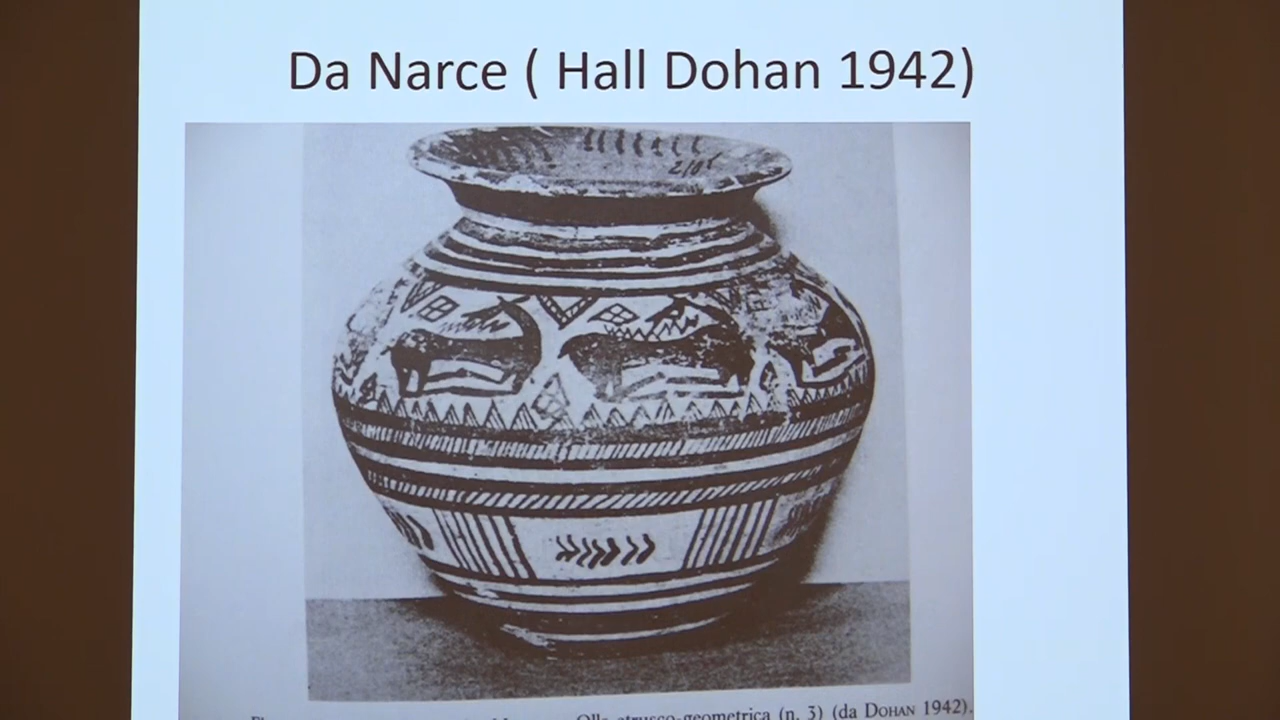 Da Narce ( Hall Dohan 1942)
Olla etrusco-geometrica (n. 3) (da DOHAN 1942).